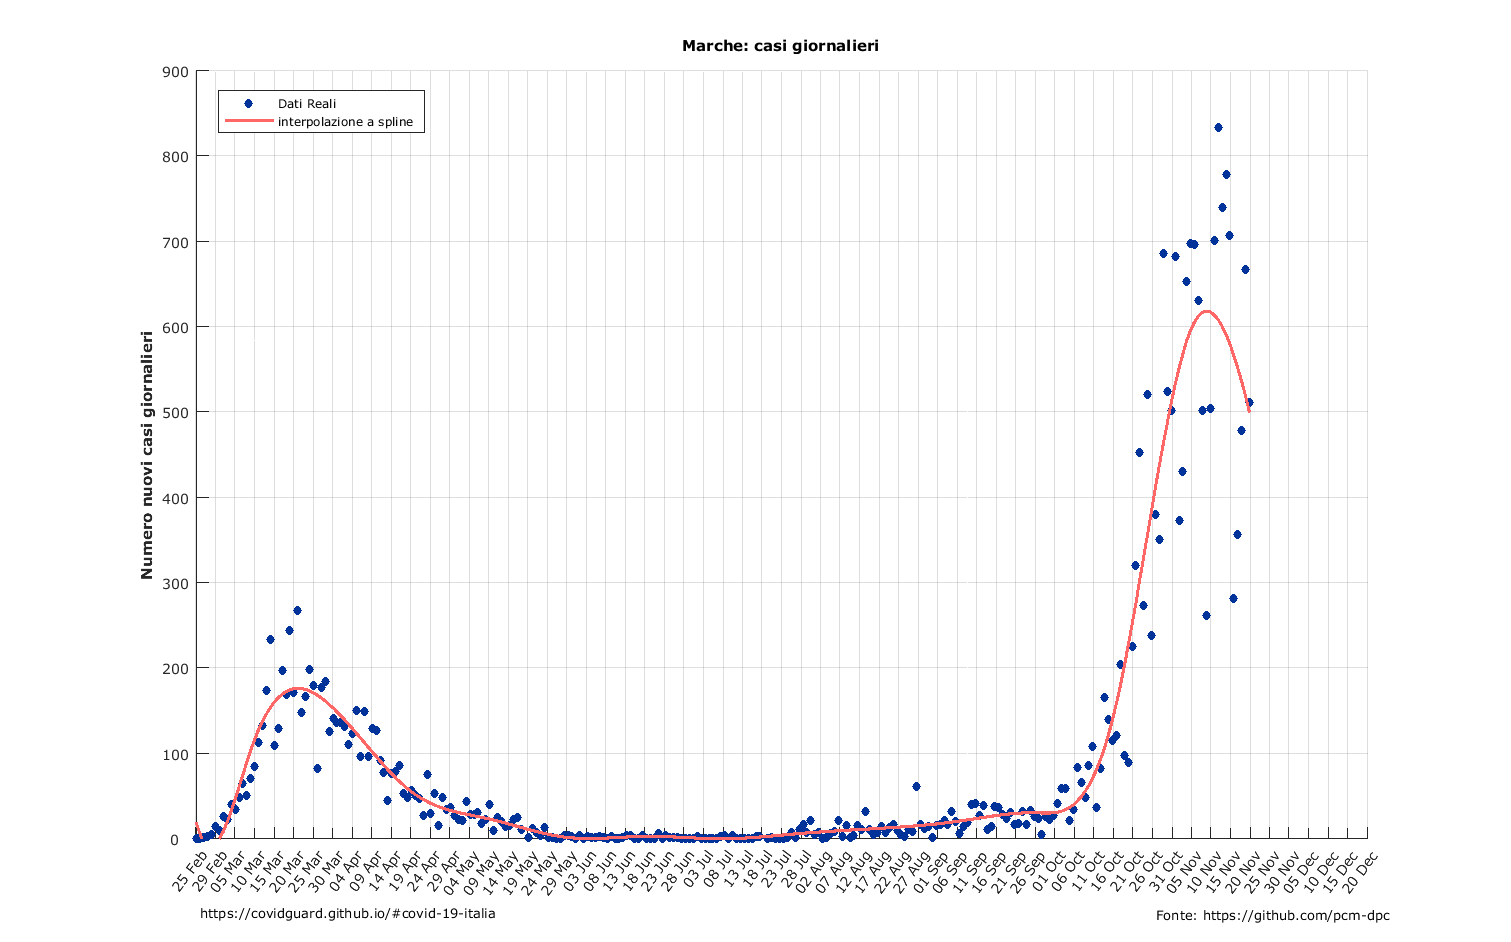 Marche: casi giornalieri
900
800
700
600
500
400
300
200
100
0
Numero nuovi casi giornalieri
Dati Reali
interpolazione a spline
25 Feb
29 Feb
05 Mar
10 Mar
15 Mar
20 Mar
25 Mar
30 Mar
04 Apr
09 Apr
14 Apr
19 Apr
24 Apr
29 Apr
04 May
09 May
14 May
19 May
24 May
29 May
03 Jun
08 Jun
13 Jun
18 Jun
23 Jun
28 Jun
03 Jul
08 Jul
13 Jul
18 Jul
23 Jul
28 Jul
02 Aug
07 Aug
12 Aug
17 Aug
22 Aug
27 Aug
01 Sep
06 Sep
11 Sep
16 Sep
21 Sep
26 Sep
01 Oct
06 Oct
11 Oct
16 Oct
21 Oct
26 Oct
31 Oct
05 Nov
10 Nov
15 Nov
20 Nov
25 Nov
30 Nov
05 Dec
10 Dec
15 Dec
20 Dec
https://covidguard.github.io/#covid-19-italia
Fonte: https://github.com/pcm-dpc